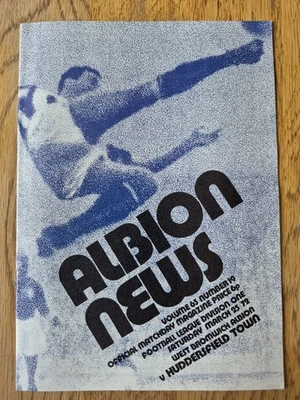 ALBION
NEWS
VOLUME 63 NUMBER 19
OFFICIAL MATCHDAY MAGAZINE PRICE 6p
FOOTBALL LEAGUE DIVISION ONE
SATURDAY MARCH 25 72
WEST BROMWICH ALBION
v HUDDERSFIELD TOWN